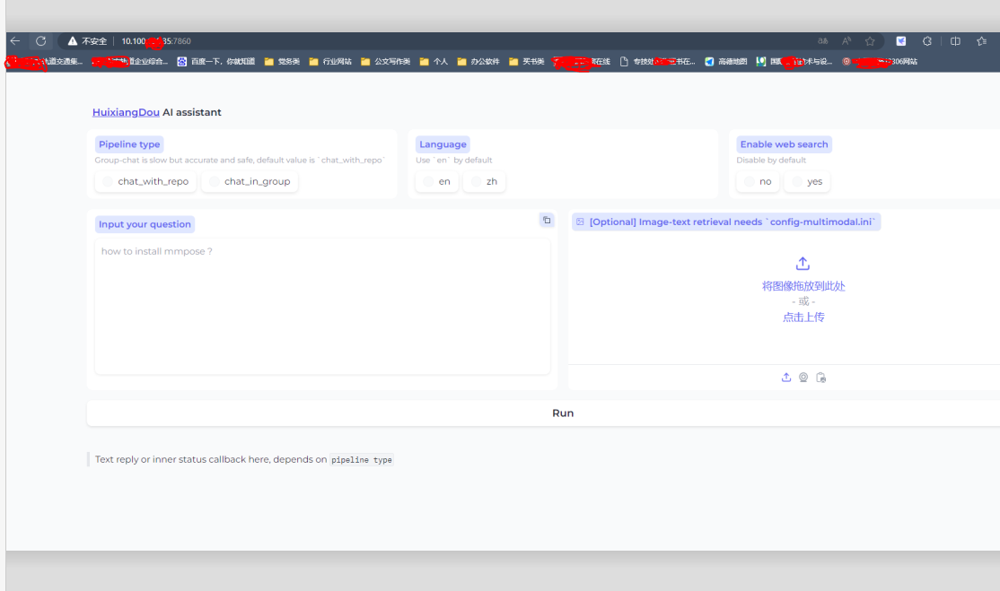 不安全 10.100 35:7860
轨道交通集... 道企业综合... 百度一下，你就知道 党务类 行业网站 公文写作类 个人 办公软件 买书类 在线 专技 书在... 高德地图 国 术与设... 306网站
HuixiangDou AI assistant
Pipeline type
Group-chat is slow but accurate and safe, default value is `chat_with_repo`
chat_with_repo chat_in_group
Language
Use `en` by default
en zh
Enable web search
Disable by default
no yes
Input your question
how to install mmpose ?
[Optional] Image-text retrieval needs `config-multimodal.ini`
将图像拖放到此处
- 或 -
点击上传
Run
Text reply or inner status callback here, depends on pipeline type